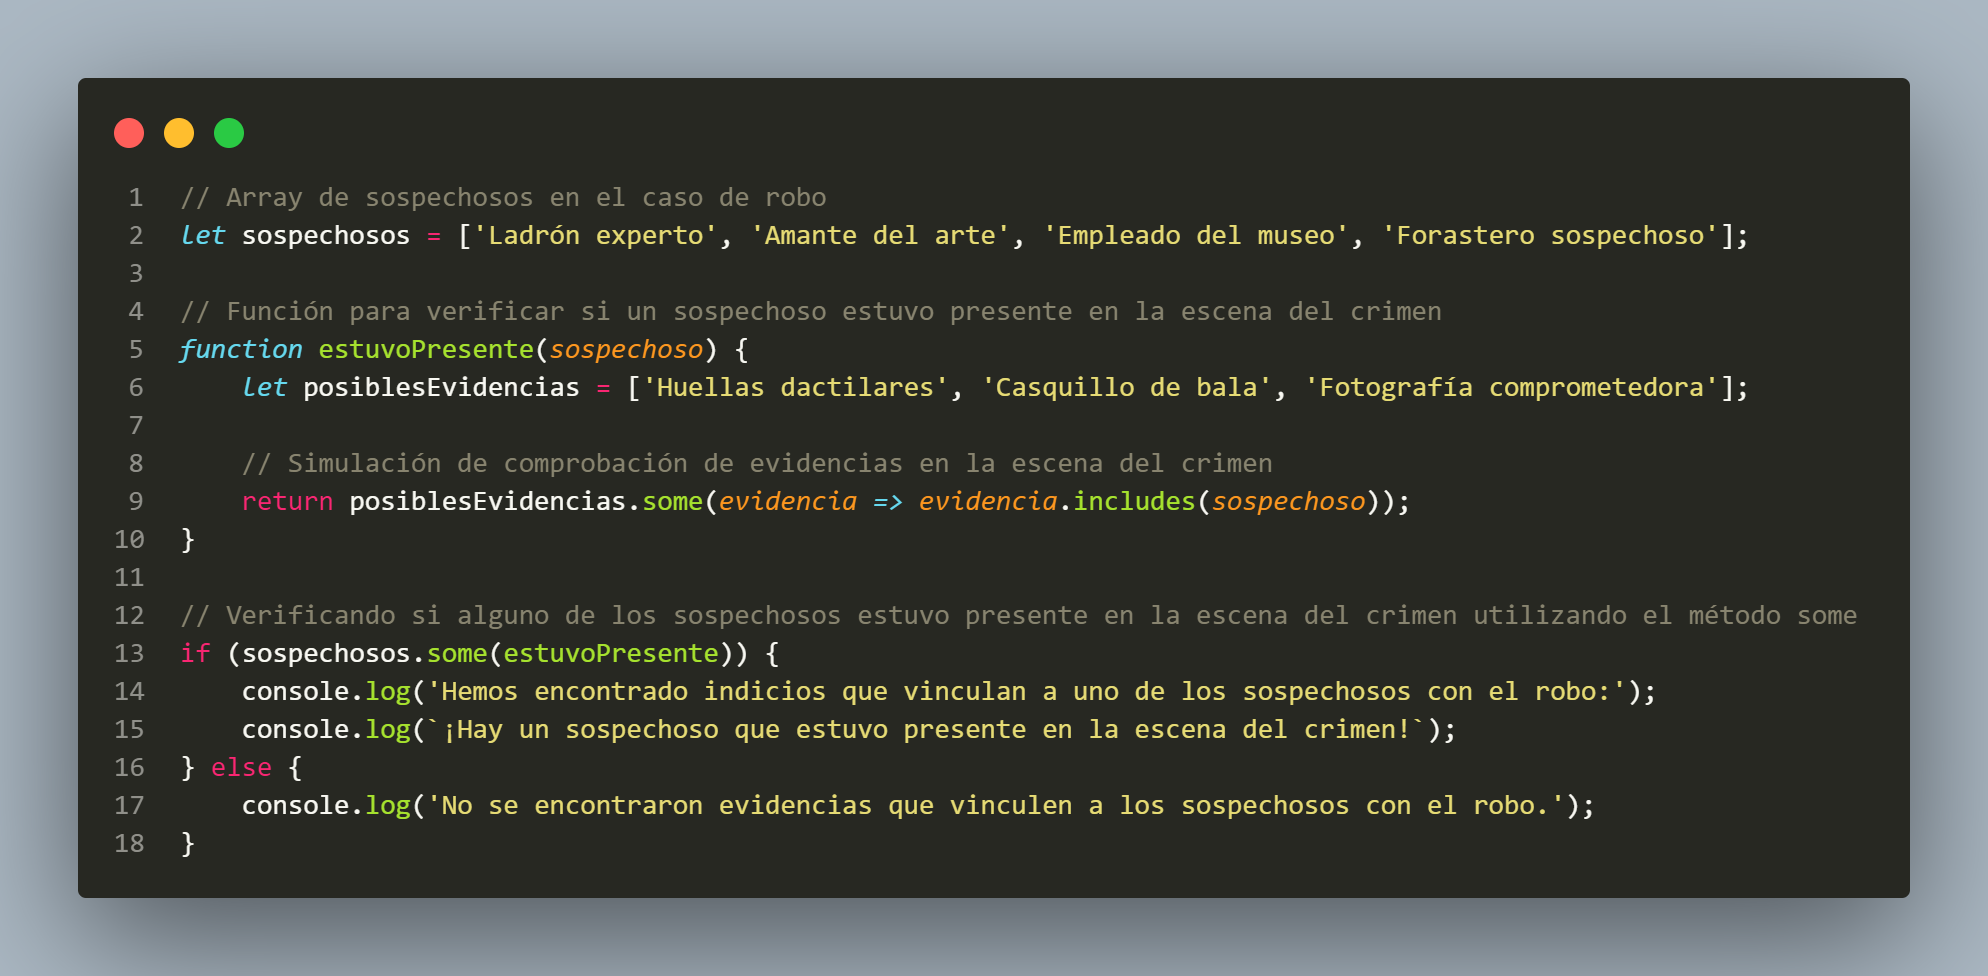 1 // Array de sospechosos en el caso de robo
2 let sospechosos = ['Ladrón experto', 'Amante del arte', 'Empleado del museo', 'Forastero sospechoso'];
3
4 // Función para verificar si un sospechoso estuvo presente en la escena del crimen
5 function estuvoPresente(sospechoso) {
6     let posiblesEvidencias = ['Huellas dactilares', 'Casquillo de bala', 'Fotografía comprometedora'];
7
8     // Simulación de comprobación de evidencias en la escena del crimen
9     return posiblesEvidencias.some(evidencia => evidencia.includes(sospechoso));
10 }
11
12 // Verificando si alguno de los sospechosos estuvo presente en la escena del crimen utilizando el método some
13 if (sospechosos.some(estuvoPresente)) {
14     console.log('Hemos encontrado indicios que vinculan a uno de los sospechosos con el robo:');
15     console.log(`¡Hay un sospechoso que estuvo presente en la escena del crimen!`);
16 } else {
17     console.log('No se encontraron evidencias que vinculen a los sospechosos con el robo.');
18 }